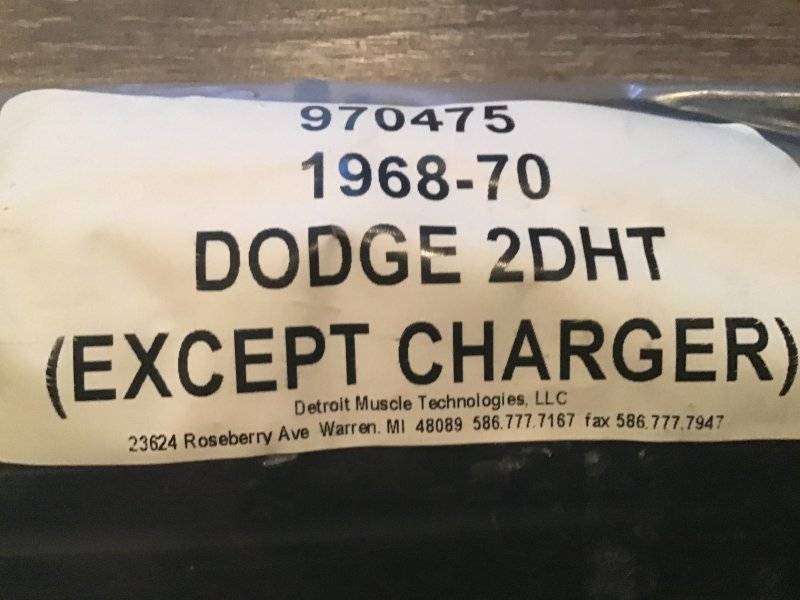 970475
1968-70
DODGE 2DHT
(EXCEPT CHARGER)
Detroit Muscle Technologies, LLC
23624 Roseberry Ave Warren. MI 48089 586.777.7167 fax 586.777.7947